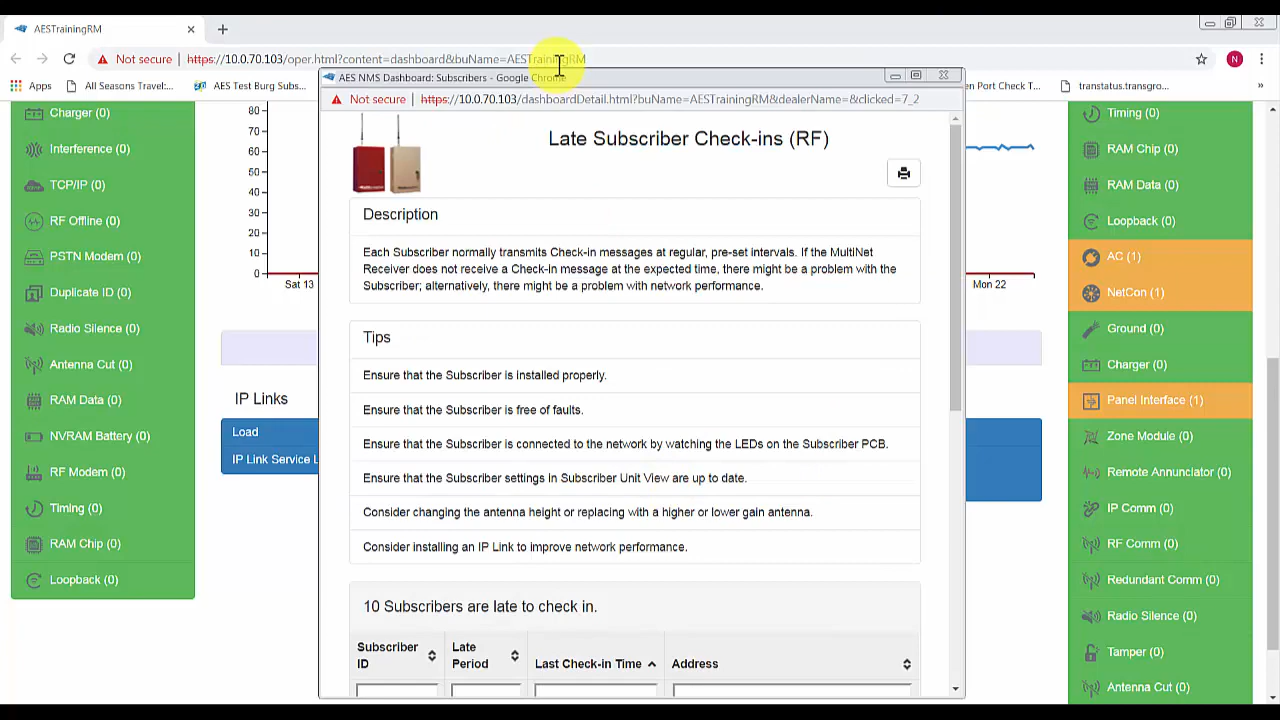 AESTrainingRM
Not secure | https://10.0.70.103/oper.html?content=dashboard&buName=AESTrainingRM
N
Apps
All Seasons Travel:...
AES Test Burg Subs...
en Port Check T...
transtatus.transgro...
»
AES NMS Dashboard: Subscribers - Google Chrome
Not secure | https://10.0.70.103/dashboardDetail.html?buName=AESTrainingRM&dealerName=&clicked=7_2
Charger (0)
Interference (0)
TCP/IP (0)
RF Offline (0)
PSTN Modem (0)
Duplicate ID (0)
Radio Silence (0)
Antenna Cut (0)
RAM Data (0)
NVRAM Battery (0)
RF Modem (0)
Timing (0)
RAM Chip (0)
Loopback (0)
80
70
60
50
40
30
20
10
0
Sat 13
Mon 22
IP Links
Load
IP Link Service L
Late Subscriber Check-ins (RF)
Description
Each Subscriber normally transmits Check-in messages at regular, pre-set intervals. If the MultiNet
Receiver does not receive a Check-in message at the expected time, there might be a problem with the
Subscriber; alternatively, there might be a problem with network performance.
Tips
Ensure that the Subscriber is installed properly.
Ensure that the Subscriber is free of faults.
Ensure that the Subscriber is connected to the network by watching the LEDs on the Subscriber PCB.
Ensure that the Subscriber settings in Subscriber Unit View are up to date.
Consider changing the antenna height or replacing with a higher or lower gain antenna.
Consider installing an IP Link to improve network performance.
10 Subscribers are late to check in.
Subscriber ID
Late Period
Last Check-in Time
Address
Timing (0)
RAM Chip (0)
RAM Data (0)
Loopback (0)
AC (1)
NetCon (1)
Ground (0)
Charger (0)
Panel Interface (1)
Zone Module (0)
Remote Annunciator (0)
IP Comm (0)
RF Comm (0)
Redundant Comm (0)
Radio Silence (0)
Tamper (0)
Antenna Cut (0)